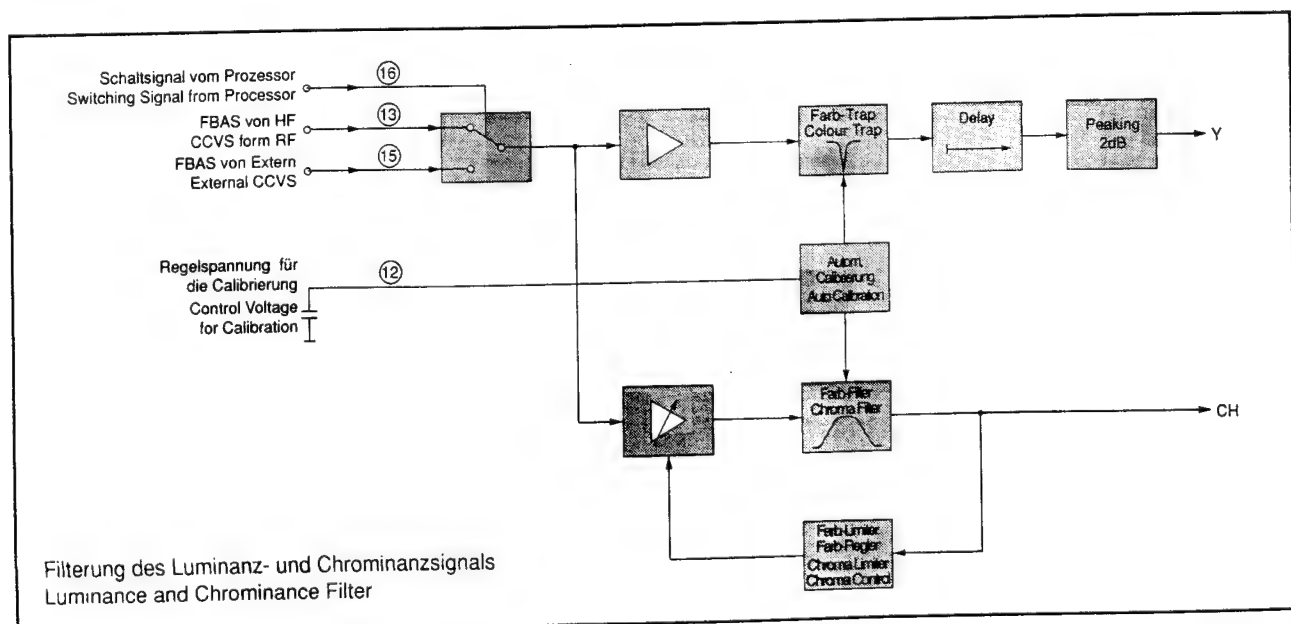 Schaltsignal vom Prozessor
Switching Signal from Processor
16
FBAS von HF
CCVS form RF
13
FBAS von Extern
External CCVS
15
Farb-Trap
Colour Trap
Delay
Peaking
2dB
Y
Regelspannung für
die Calibrierung
Control Voltage
for Calibration
12
Autom.
Calibrierung
Auto Calibration
Farb-Filter
Chroma Filter
CH
Farb-Limiter
Farb-Regler
Chroma Limiter
Chroma Control
Filterung des Luminanz- und Chrominanzsignals
Luminance and Chrominance Filter